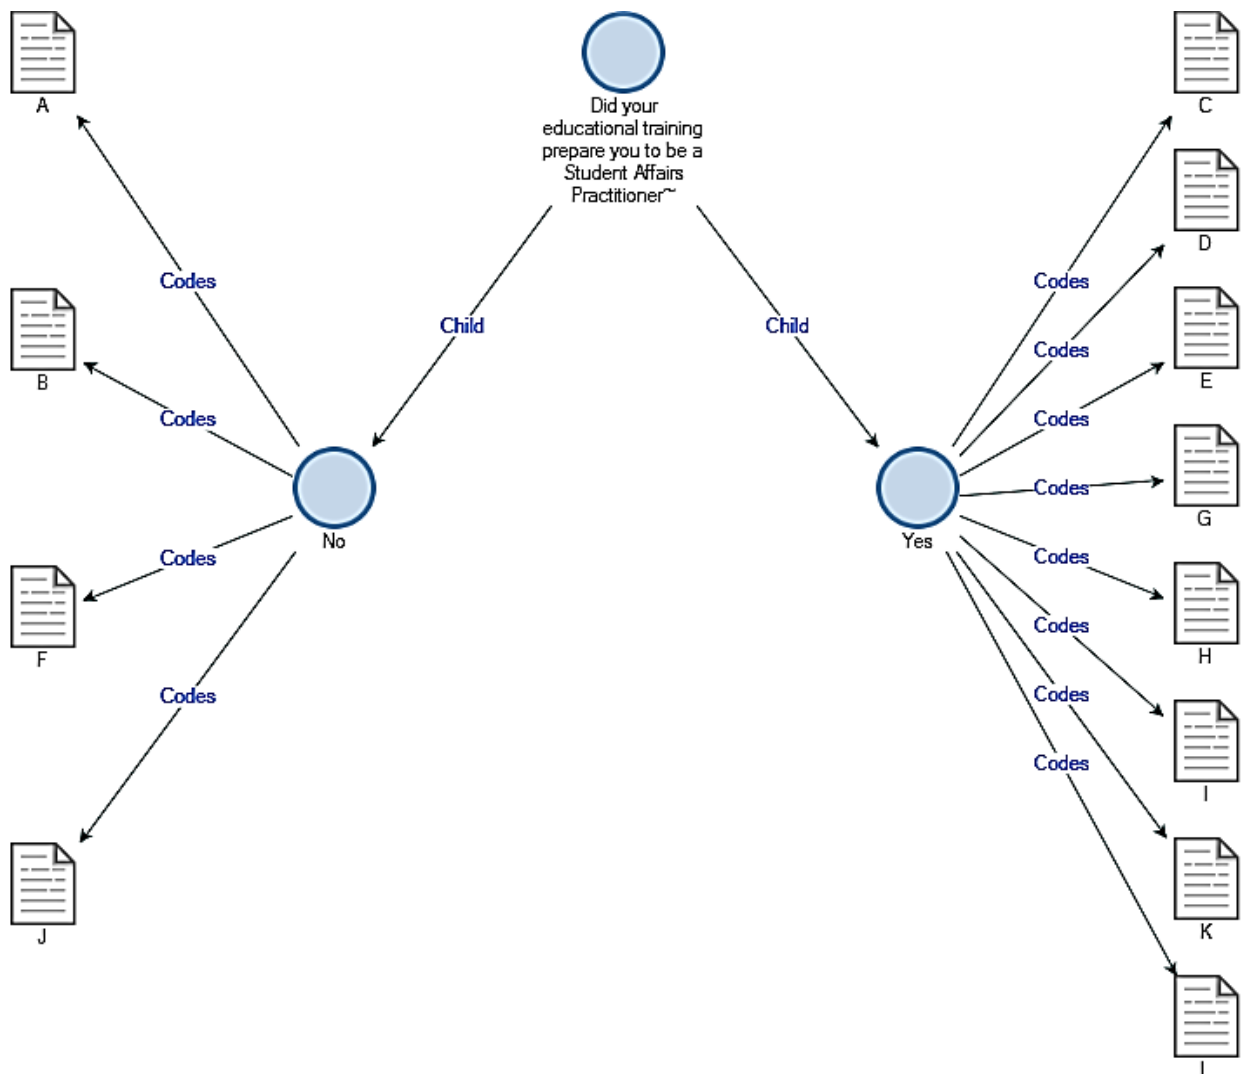 A
Did your
educational training
prepare you to be a
Student Affairs
Practitioner~
C
D
Codes
Codes
Child
Child
Codes
B
E
Codes
Codes
Codes
G
No
Yes
Codes
Codes
F
H
Codes
Codes
Codes
Codes
I
J
K